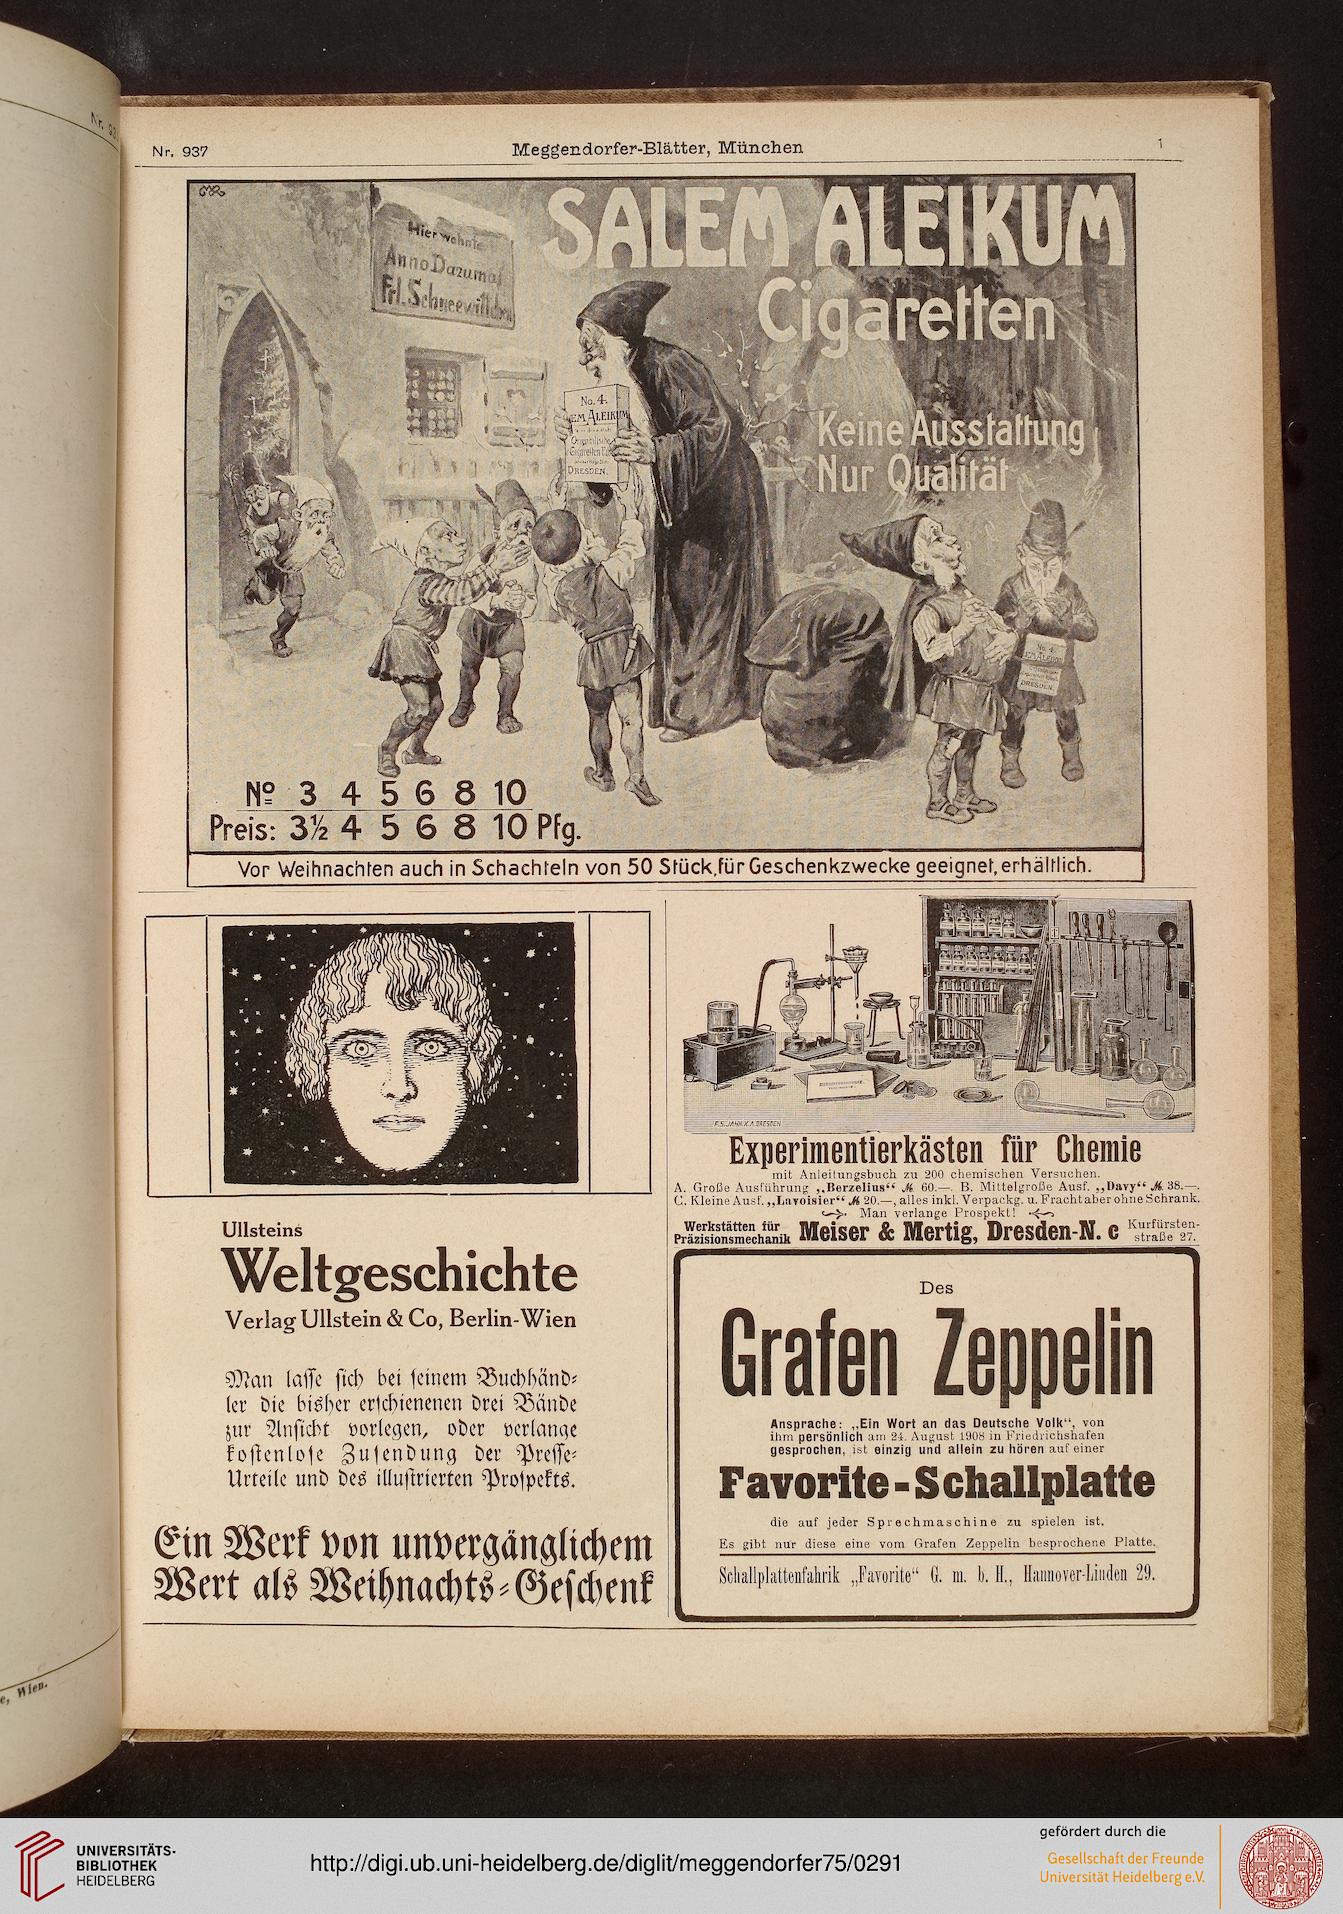 Nr. 937
Meggendorfer-Blätter, München
1
Hier wohnte
Anno Dazumal
Frl. Schneewittchen
SALEM ALEIKUM
Cigaretten
Keine Ausstattung
Nur Qualität
No. 4.
EM ALEIKUM
DRESDEN.
No. 4.
DRESDEN
No 3 4 5 6 8 10
Preis: 3½ 4 5 6 8 10 Pfg.
Vor Weihnachten auch in Schachteln von 50 Stück, für Geschenkzwecke geeignet, erhältlich.
Ullsteins
Weltgeschichte
Verlag Ullstein & Co, Berlin-Wien
Man lasse sich bei seinem Buchhänd-
ler die bisher erschienenen drei Bände
zur Ansicht vorlegen, oder verlange
kostenlose Zusendung der Presse-
Urteile und des illustrierten Prospekts.
Ein Werk von unvergänglichem
Wert als Weihnachts-Geschenk
Experimentierkästen für Chemie
mit Anleitungsbuch zu 200 chemischen Versuchen.
A. Große Ausführung „Berzelius“ ℳ 60.—. B. Mittelgroße Ausf. „Davy“ ℳ 38.—.
C. Kleine Ausf. „Lavoisier“ ℳ 20.—, alles inkl. Verpackg. u. Fracht aber ohne Schrank.
Man verlange Prospekt!
Werkstätten für
Präzisionsmechanik
Meiser & Mertig, Dresden-N. c
Kurfürsten-
straße 27.
Des
Grafen Zeppelin
Ansprache: „Ein Wort an das Deutsche Volk“, von
ihm persönlich am 24. August 1908 in Friedrichshafen
gesprochen, ist einzig und allein zu hören auf einer
Favorite-Schallplatte
die auf jeder Sprechmaschine zu spielen ist.
Es gibt nur diese eine vom Grafen Zeppelin besprochene Platte.
Schallplattenfabrik „Favorite“ G. m. b. H., Hannover-Linden 29.
e, Wien.
UNIVERSITÄTS-
BIBLIOTHEK
HEIDELBERG
http://digi.ub.uni-heidelberg.de/diglit/meggendorfer75/0291
gefördert durch die
Gesellschaft der Freunde
Universität Heidelberg e.V.